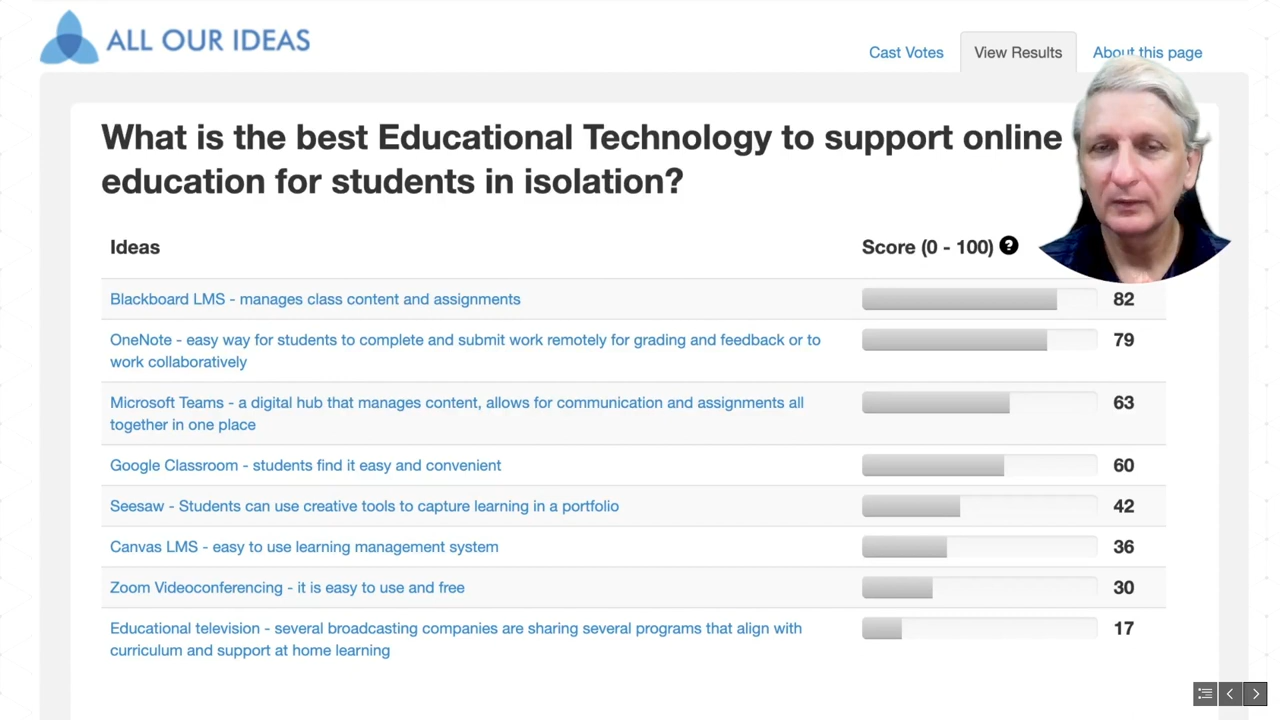 ALL OUR IDEAS
Cast Votes
View Results
About this page
What is the best Educational Technology to support online
education for students in isolation?
Ideas
Score (0 - 100) ?
Blackboard LMS - manages class content and assignments
82
OneNote - easy way for students to complete and submit work remotely for grading and feedback or to
work collaboratively
79
Microsoft Teams - a digital hub that manages content, allows for communication and assignments all
together in one place
63
Google Classroom - students find it easy and convenient
60
Seesaw - Students can use creative tools to capture learning in a portfolio
42
Canvas LMS - easy to use learning management system
36
Zoom Videoconferencing - it is easy to use and free
30
Educational television - several broadcasting companies are sharing several programs that align with
curriculum and support at home learning
17